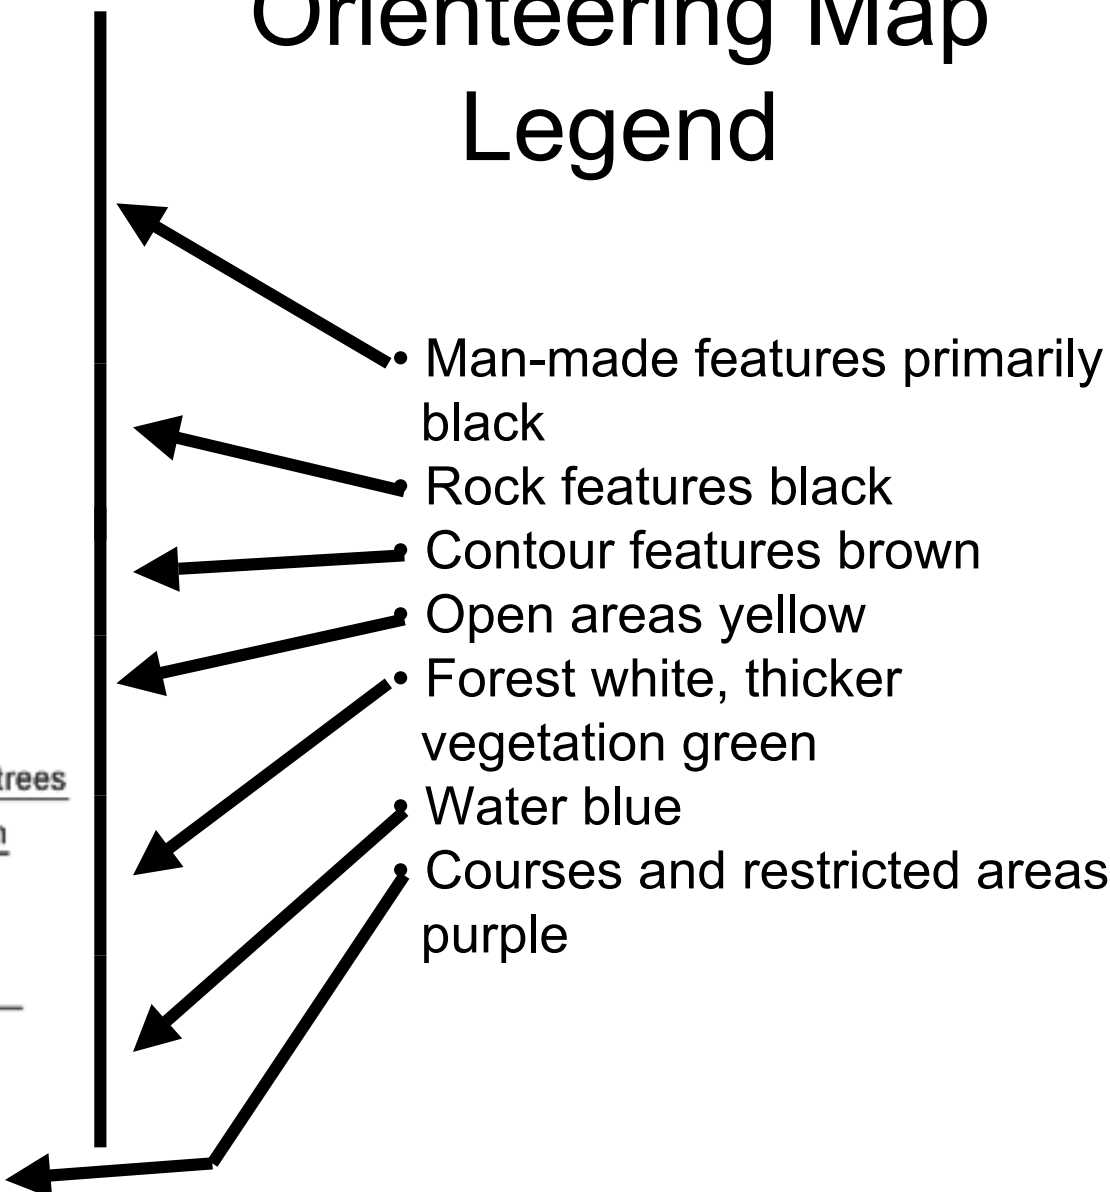 Orienteering Map
Legend
• Man-made features primarily
black
• Rock features black
• Contour features brown
• Open areas yellow
• Forest white, thicker
vegetation green
• Water blue
• Courses and restricted areas
purple
trees